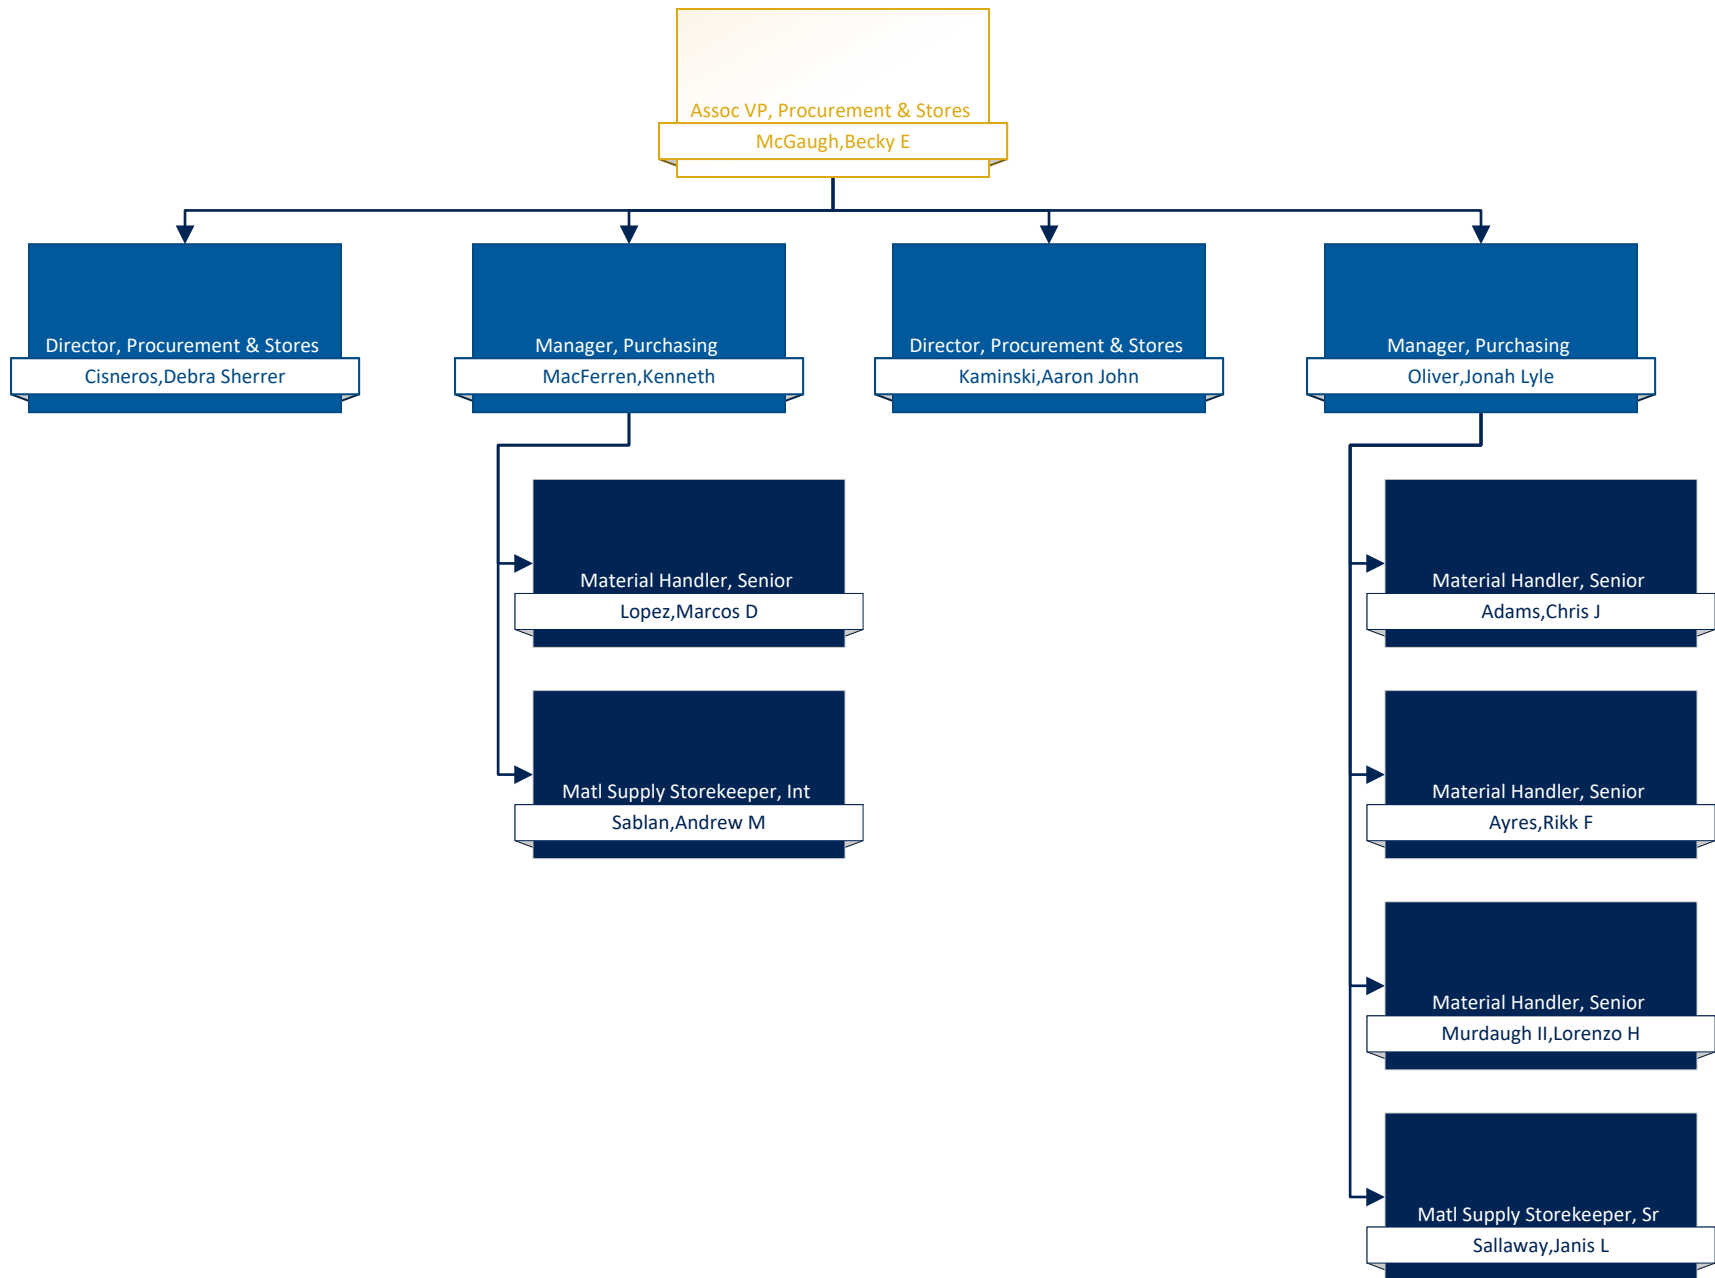 Assoc VP, Procurement & Stores
McGaugh,Becky E
Director, Procurement & Stores
Cisneros,Debra Sherrer
Manager, Purchasing
MacFerren,Kenneth
Director, Procurement & Stores
Kaminski,Aaron John
Manager, Purchasing
Oliver,Jonah Lyle
Material Handler, Senior
Lopez,Marcos D
Matl Supply Storekeeper, Int
Sablan,Andrew M
Material Handler, Senior
Adams,Chris J
Material Handler, Senior
Ayres,Rikk F
Material Handler, Senior
Murdaugh II,Lorenzo H
Matl Supply Storekeeper, Sr
Sallaway,Janis L